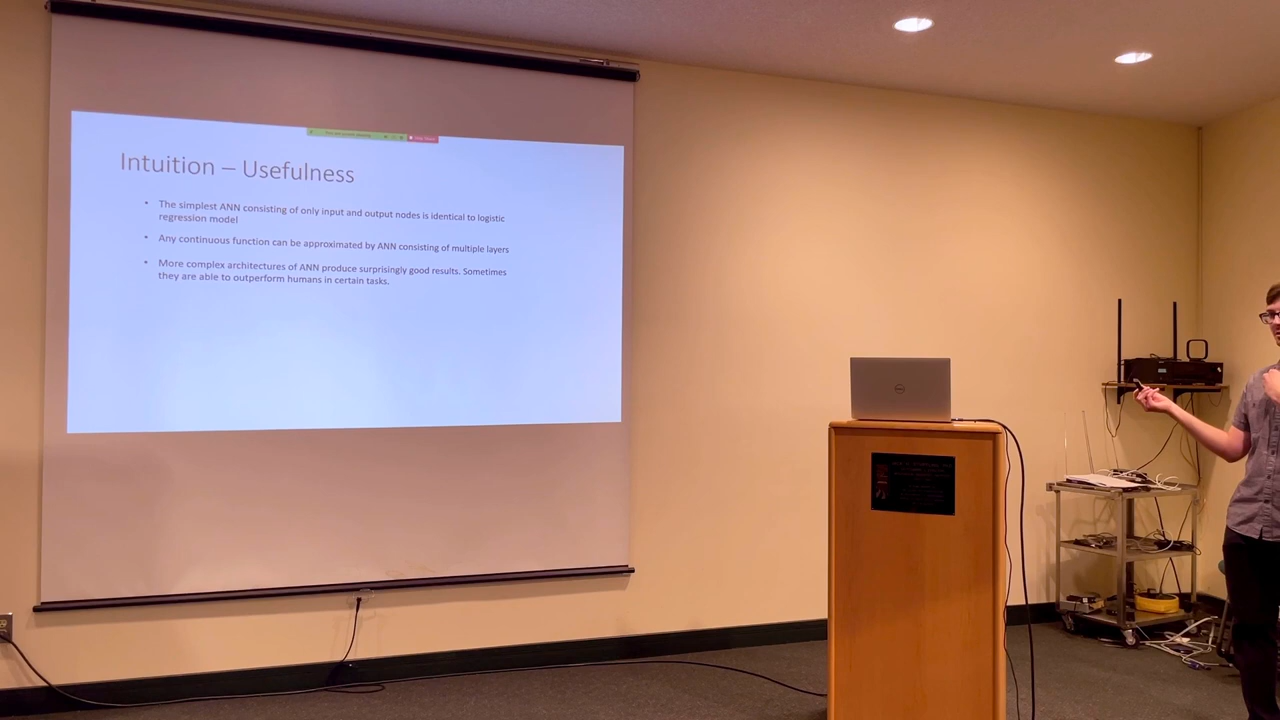 Intuition – Usefulness
• The simplest ANN consisting of only input and output nodes is identical to logistic
regression model
• Any continuous function can be approximated by ANN consisting of multiple layers
• More complex architectures of ANN produce surprisingly good results. Sometimes
they are able to outperform humans in certain tasks.
DELL